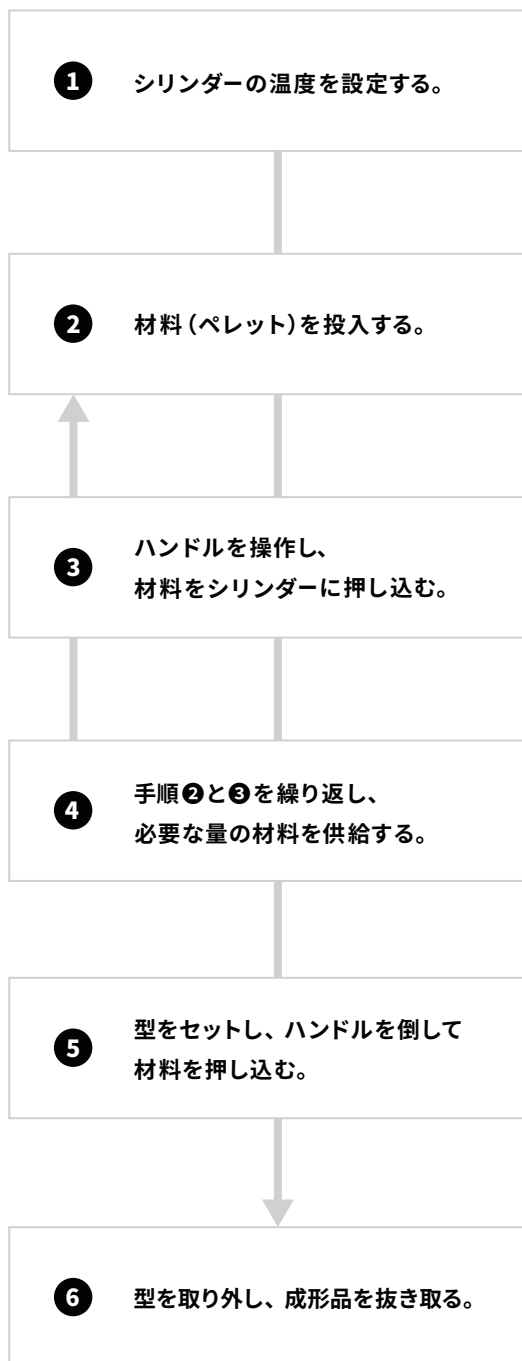 ❶ シリンダーの温度を設定する。
❷ 材料（ペレット）を投入する。
❸ ハンドルを操作し、
材料をシリンダーに押し込む。
❹ 手順❷と❸を繰り返し、
必要な量の材料を供給する。
❺ 型をセットし、ハンドルを倒して
材料を押し込む。
❻ 型を取り外し、成形品を抜き取る。